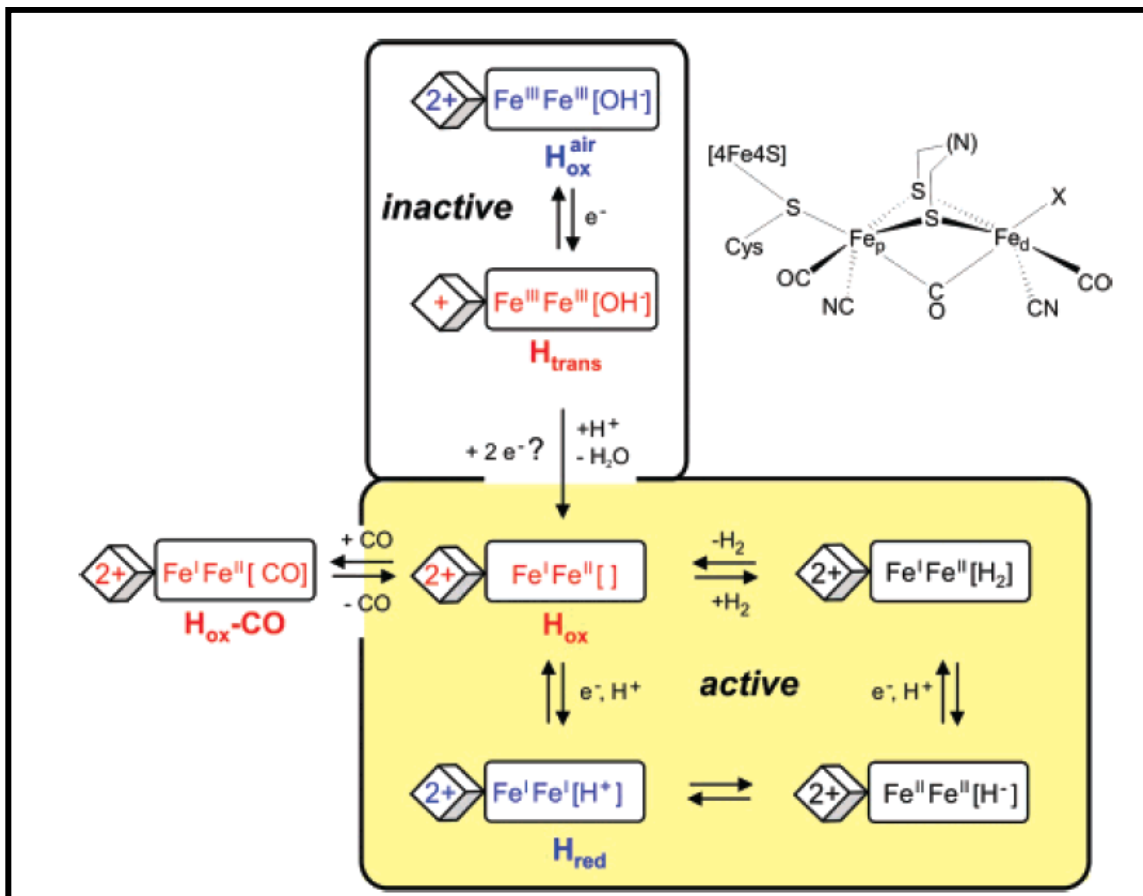 2+ Fe^III Fe^III [OH^-]
H_ox^air
inactive
e^-
+ Fe^III Fe^III [OH^-]
H_trans
+ 2 e^- ?
+H^+
- H_2O
[4Fe4S]
(N)
S
S
S
X
Cys
Fe_p
Fe_d
OC
NC
C
O
CN
CO
+ CO
- CO
2+ Fe^I Fe^II [ CO]
H_ox-CO
2+ Fe^I Fe^II [ ]
H_ox
-H_2
+H_2
2+ Fe^I Fe^II [H_2]
e^-, H^+
active
e^-, H^+
2+ Fe^I Fe^I [H^+]
H_red
2+ Fe^II Fe^II [H^-]